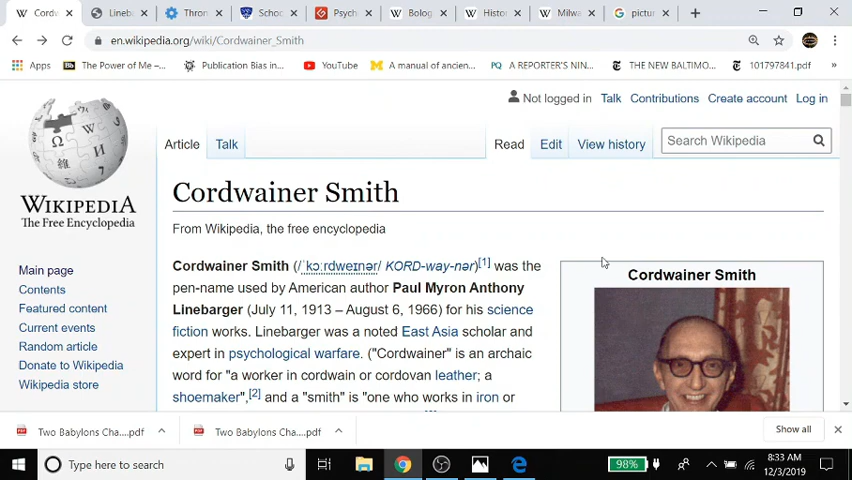 Cordw
Lineb
Thron
Schoo
Psych
Bolog
Histor
Milwa
pictur
en.wikipedia.org/wiki/Cordwainer_Smith
Apps
The Power of Me –...
Publication Bias in...
YouTube
A manual of ancien...
PQ A REPORTER'S NIN...
THE NEW BALTIMO...
101797841.pdf
»
Not logged in Talk Contributions Create account Log in
Article Talk
Read Edit View history
Search Wikipedia
WIKIPEDIA
The Free Encyclopedia
Main page
Contents
Featured content
Current events
Random article
Donate to Wikipedia
Wikipedia store
Cordwainer Smith
From Wikipedia, the free encyclopedia
Cordwainer Smith (/ˈkɔːrdweɪnər/ KORD-way-nər)[1] was the
pen-name used by American author Paul Myron Anthony
Linebarger (July 11, 1913 – August 6, 1966) for his science
fiction works. Linebarger was a noted East Asia scholar and
expert in psychological warfare. ("Cordwainer" is an archaic
word for "a worker in cordwain or cordovan leather; a
shoemaker",[2] and a "smith" is "one who works in iron or
Cordwainer Smith
Two Babylons Cha....pdf
Two Babylons Cha....pdf
Show all
Type here to search
98%
8:33 AM
12/3/2019